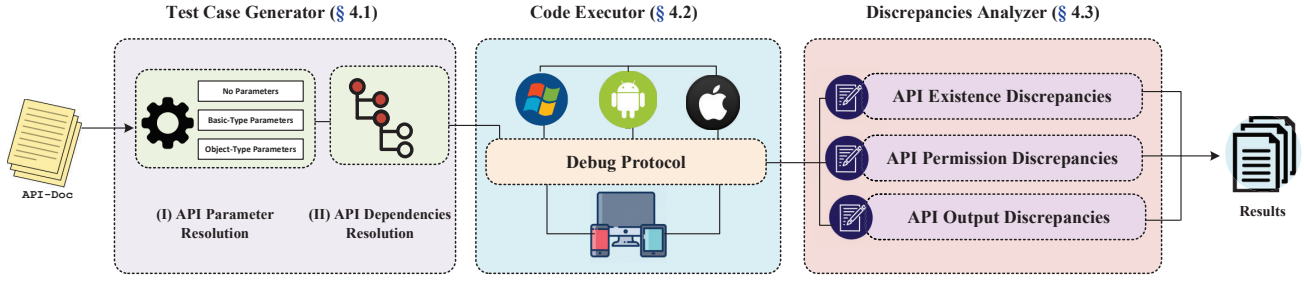 Test Case Generator (§ 4.1)
Code Executor (§ 4.2)
Discrepancies Analyzer (§ 4.3)
API-Doc
No Parameters
Basic-Type Parameters
Object-Type Parameters
(I) API Parameter
Resolution
(II) API Dependencies
Resolution
Debug Protocol
API Existence Discrepancies
API Permission Discrepancies
API Output Discrepancies
Results